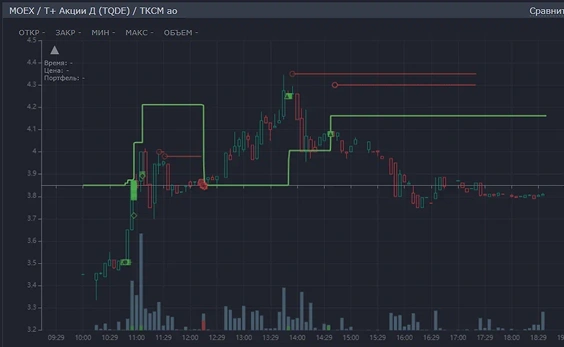 MOEX / T+ Акции Д (TQDE) / ТКСМ ао
Сравнит
ОТКР - ЗАКР - МИН - МАКС - ОБЪЕМ -
Время: -
Цена: -
Портфель: -
4.5
4.4
4.3
4.2
4.1
4
3.9
3.8
3.7
3.6
3.5
3.4
3.3
3.2
09:29 10:00 10:29 11:00 11:29 12:00 12:29 13:00 13:29 14:00 14:29 15:00 15:29 16:00 16:29 17:00 17:29 18:00 18:29